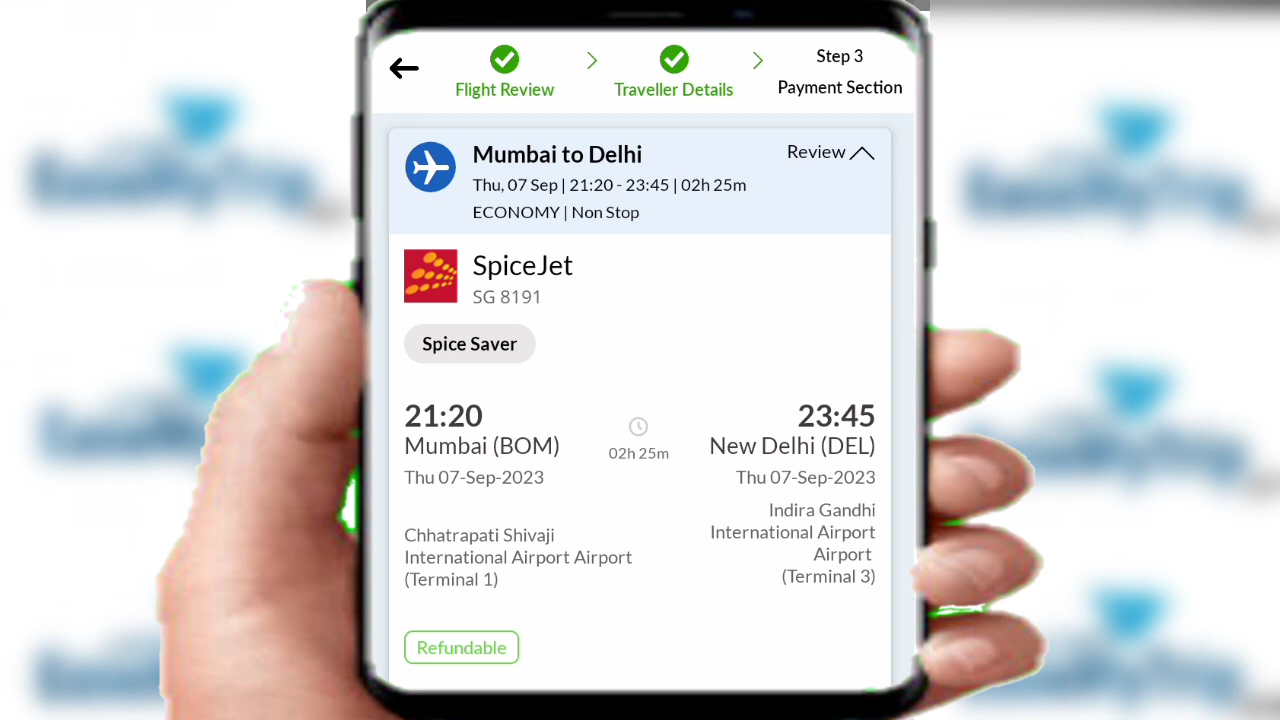 Step 3
Flight Review
Traveller Details
Payment Section
Mumbai to Delhi
Review
Thu, 07 Sep | 21:20 - 23:45 | 02h 25m
ECONOMY | Non Stop
SpiceJet
SG 8191
Spice Saver
21:20
23:45
Mumbai (BOM)
02h 25m
New Delhi (DEL)
Thu 07-Sep-2023
Thu 07-Sep-2023
Chhatrapati Shivaji
International Airport Airport
(Terminal 1)
Indira Gandhi
International Airport
Airport
(Terminal 3)
Refundable